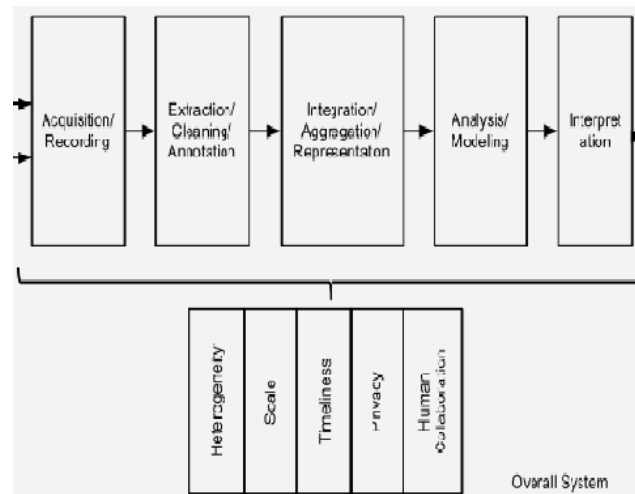 Acquisition/
Recording
Extraction/
Cleaning/
Annotation
Integration/
Aggregation/
Representation
Analysis/
Modeling
Interpret
ation
Heterogeneity
Scale
Timeliness
Privacy
Human
Collaboration
Overall System